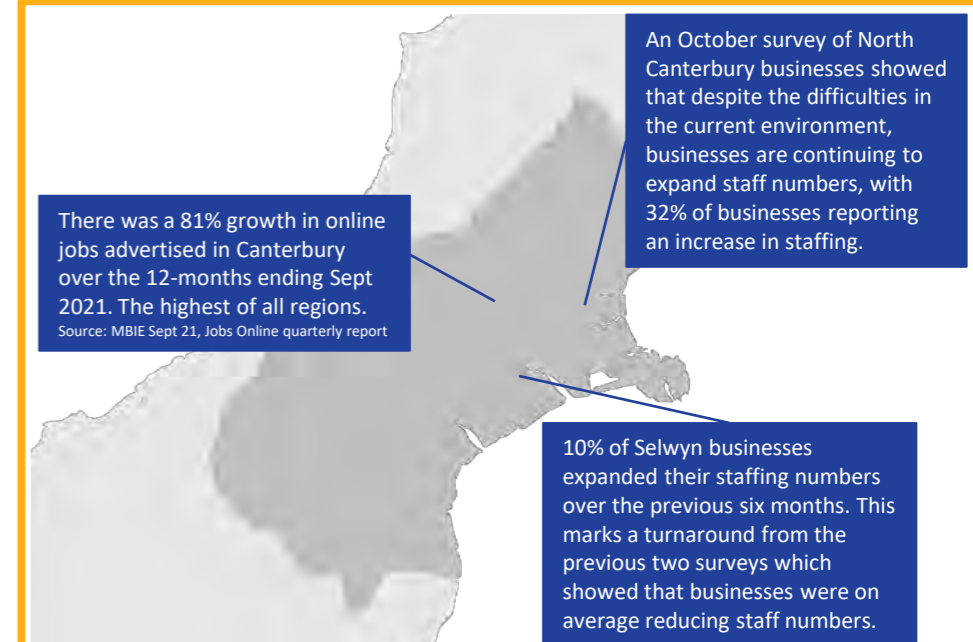 An October survey of North
Canterbury businesses showed
that despite the difficulties in
the current environment,
businesses are continuing to
expand staff numbers, with
32% of businesses reporting
an increase in staffing.
There was a 81% growth in online
jobs advertised in Canterbury
over the 12-months ending Sept
2021. The highest of all regions.
Source: MBIE Sept 21, Jobs Online quarterly report
10% of Selwyn businesses
expanded their staffing numbers
over the previous six months. This
marks a turnaround from the
previous two surveys which
showed that businesses were on
average reducing staff numbers.